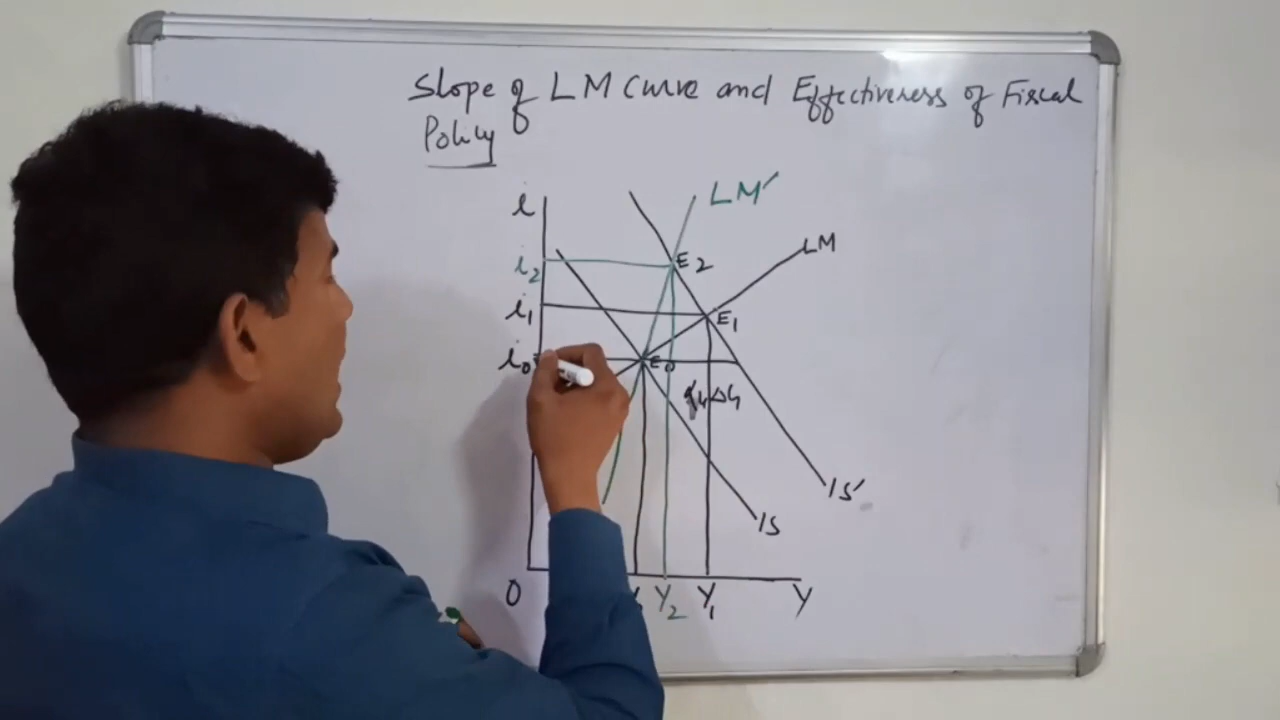 Slope of LM Curve and Effectiveness of Fiscal
Policy
i
LM′
LM
i2
E2
i1
E1
i0
E0
ΔG
IS′
IS
O
Y2
Y1
Y